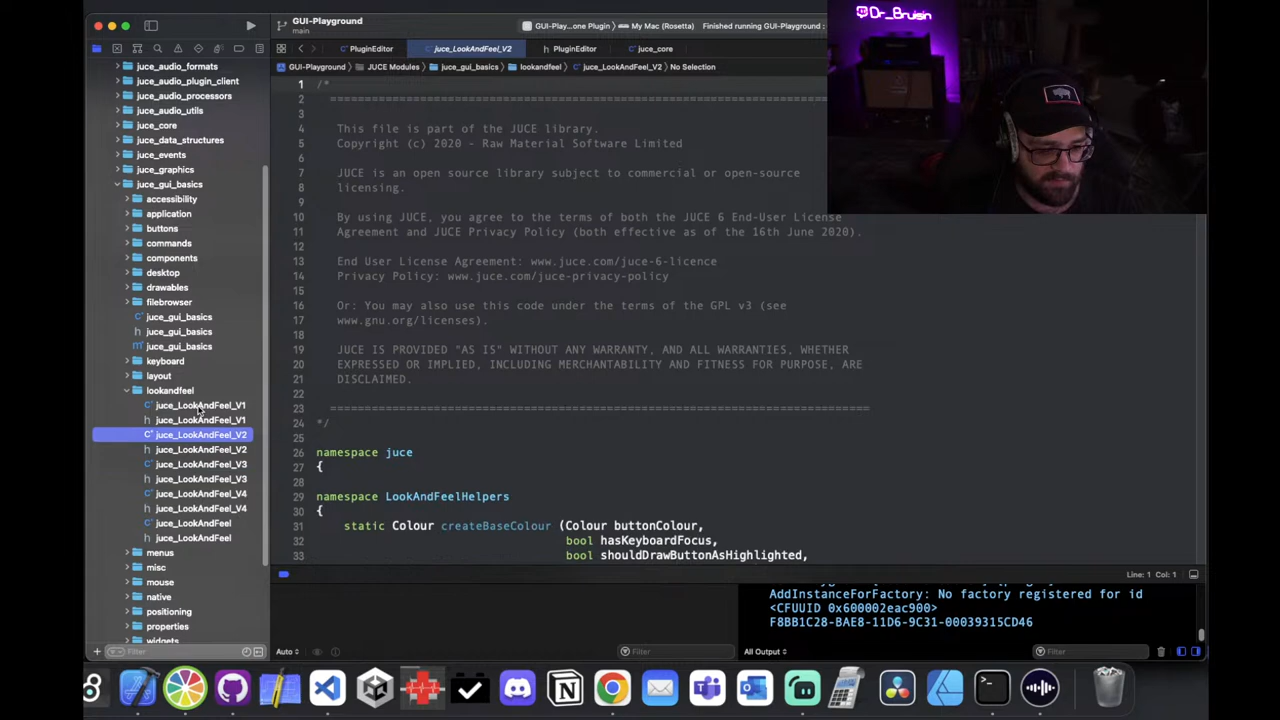 GUI-Playground
main
GUI-Play...one Plugin
My Mac (Rosetta)
Finished running GUI-Playground :
@Dr_Bruisin
PluginEditor
juce_LookAndFeel_V2
PluginEditor
juce_core
GUI-Playground
JUCE Modules
juce_gui_basics
lookandfeel
juce_LookAndFeel_V2
No Selection
juce_audio_formats
juce_audio_plugin_client
juce_audio_processors
juce_audio_utils
juce_core
juce_data_structures
juce_events
juce_graphics
juce_gui_basics
accessibility
application
buttons
commands
components
desktop
drawables
filebrowser
juce_gui_basics
juce_gui_basics
juce_gui_basics
keyboard
layout
lookandfeel
juce_LookAndFeel_V1
juce_LookAndFeel_V1
juce_LookAndFeel_V2
juce_LookAndFeel_V2
juce_LookAndFeel_V3
juce_LookAndFeel_V3
juce_LookAndFeel_V4
juce_LookAndFeel_V4
juce_LookAndFeel
juce_LookAndFeel
menus
misc
mouse
native
positioning
properties
widgets
Filter
1 /*
2 ==============================================================================
3
4 This file is part of the JUCE library.
5 Copyright (c) 2020 - Raw Material Software Limited
6
7 JUCE is an open source library subject to commercial or open-source
8 licensing.
9
10 By using JUCE, you agree to the terms of both the JUCE 6 End-User License
11 Agreement and JUCE Privacy Policy (both effective as of the 16th June 2020).
12
13 End User License Agreement: www.juce.com/juce-6-licence
14 Privacy Policy: www.juce.com/juce-privacy-policy
15
16 Or: You may also use this code under the terms of the GPL v3 (see
17 www.gnu.org/licenses).
18
19 JUCE IS PROVIDED "AS IS" WITHOUT ANY WARRANTY, AND ALL WARRANTIES, WHETHER
20 EXPRESSED OR IMPLIED, INCLUDING MERCHANTABILITY AND FITNESS FOR PURPOSE, ARE
21 DISCLAIMED.
22
23 ==============================================================================
24 */
25
26 namespace juce
27 {
28
29 namespace LookAndFeelHelpers
30 {
31 static Colour createBaseColour (Colour buttonColour,
32 bool hasKeyboardFocus,
33 bool shouldDrawButtonAsHighlighted,
Line: 1 Col: 1
AddInstanceForFactory: No factory registered for id
<CFUUID 0x600002eac900>
F8BB1C28-BAE8-11D6-9C31-00039315CD46
Auto
Filter
All Output
Filter